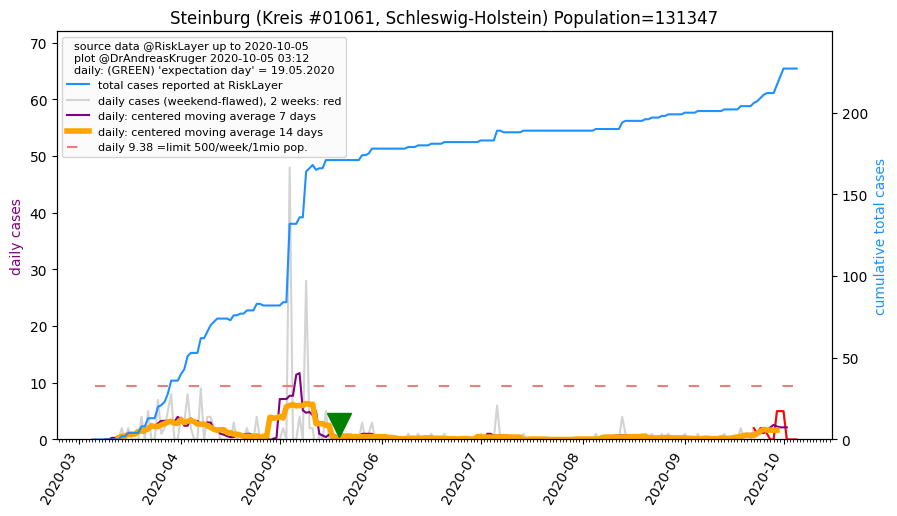 Steinburg (Kreis #01061, Schleswig-Holstein) Population=131347
source data @RiskLayer up to 2020-10-05
plot @DrAndreasKruger 2020-10-05 03:12
daily: (GREEN) 'expectation day' = 19.05.2020
total cases reported at RiskLayer
daily cases (weekend-flawed), 2 weeks: red
daily: centered moving average 7 days
daily: centered moving average 14 days
daily 9.38 =limit 500/week/1mio pop.
daily cases
70
60
50
40
30
20
10
0
cumulative total cases
200
150
100
50
0
2020-03
2020-04
2020-05
2020-06
2020-07
2020-08
2020-09
2020-10